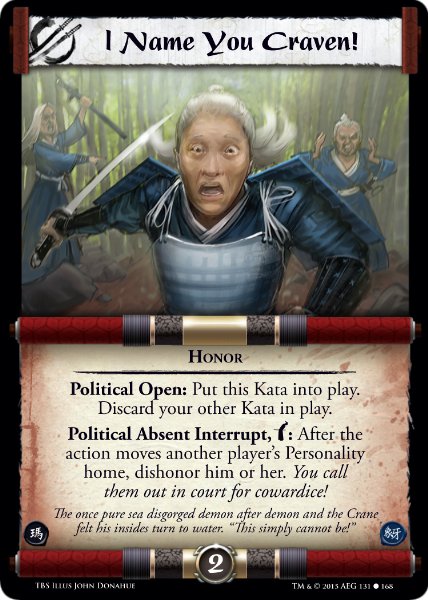 I Name You Craven!
Honor
Political Open: Put this Kata into play.
Discard your other Kata in play.
Political Absent Interrupt, : After the
action moves another player's Personality
home, dishonor him or her. You call
them out in court for cowardice!
The once pure sea disgorged demon after demon and the Crane
felt his insides turn to water. "This simply cannot be!"
瑪
2
TBS Illus John Donahue
TM & © 2015 AEG 131 • 168